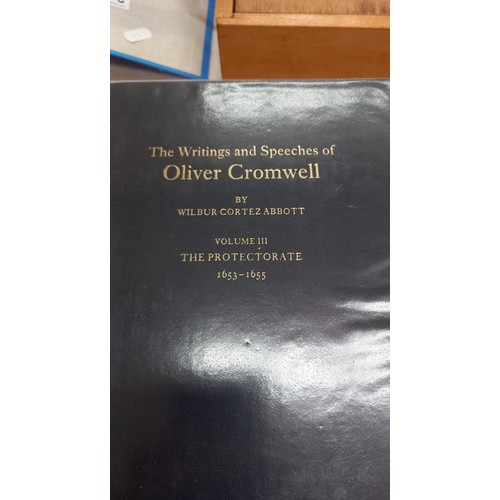 The Writings and Speeches of
Oliver Cromwell
BY
WILBUR CORTEZ ABBOTT
VOLUME III
THE PROTECTORATE
1653–1655